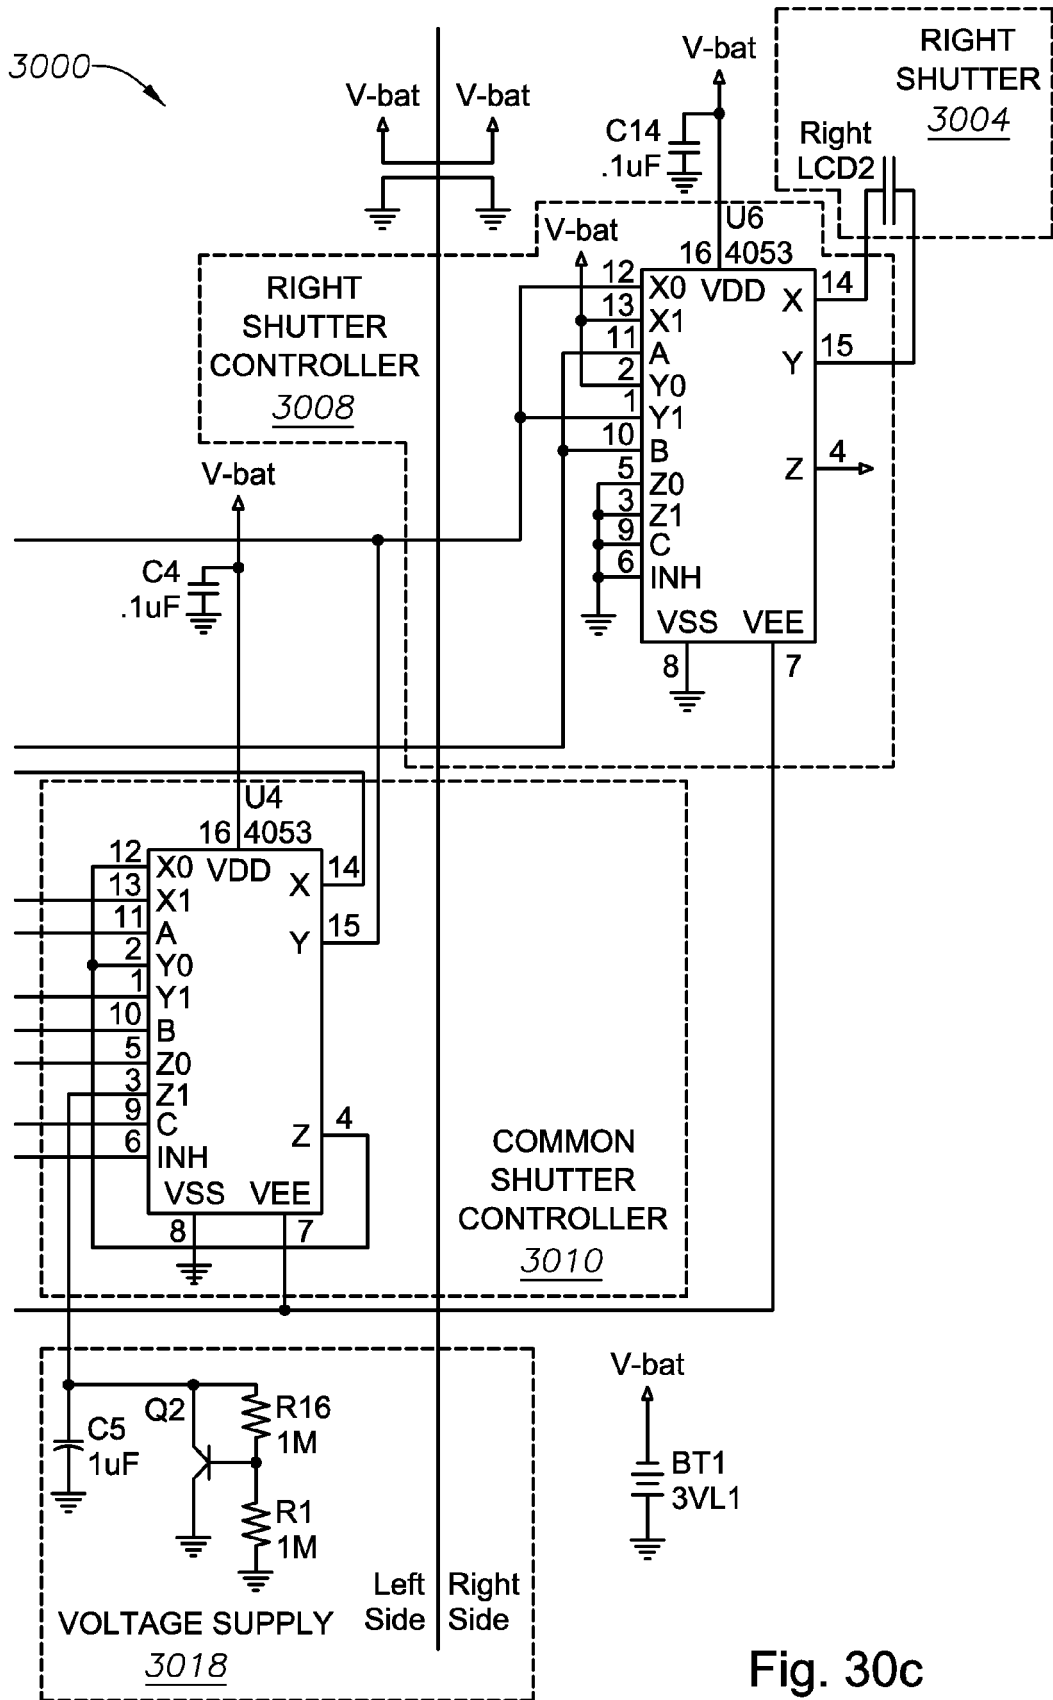 3000
V-bat
V-bat
V-bat
RIGHT
SHUTTER
3004
Right
LCD2
C14
.1uF
V-bat
U6
16
4053
RIGHT
SHUTTER
CONTROLLER
3008
12
X0
VDD
X
14
13
X1
11
A
Y
15
2
Y0
1
Y1
10
B
Z
4
5
Z0
3
Z1
9
C
6
INH
VSS
VEE
8
7
V-bat
C4
.1uF
U4
16
4053
12
X0
VDD
X
14
13
X1
11
A
Y
15
2
Y0
1
Y1
10
B
5
Z0
3
Z1
9
C
Z
4
6
INH
VSS
VEE
8
7
COMMON
SHUTTER
CONTROLLER
3010
C5
1uF
Q2
R16
1M
R1
1M
VOLTAGE SUPPLY
3018
Left
Side
Right
Side
V-bat
BT1
3VL1
Fig. 30c